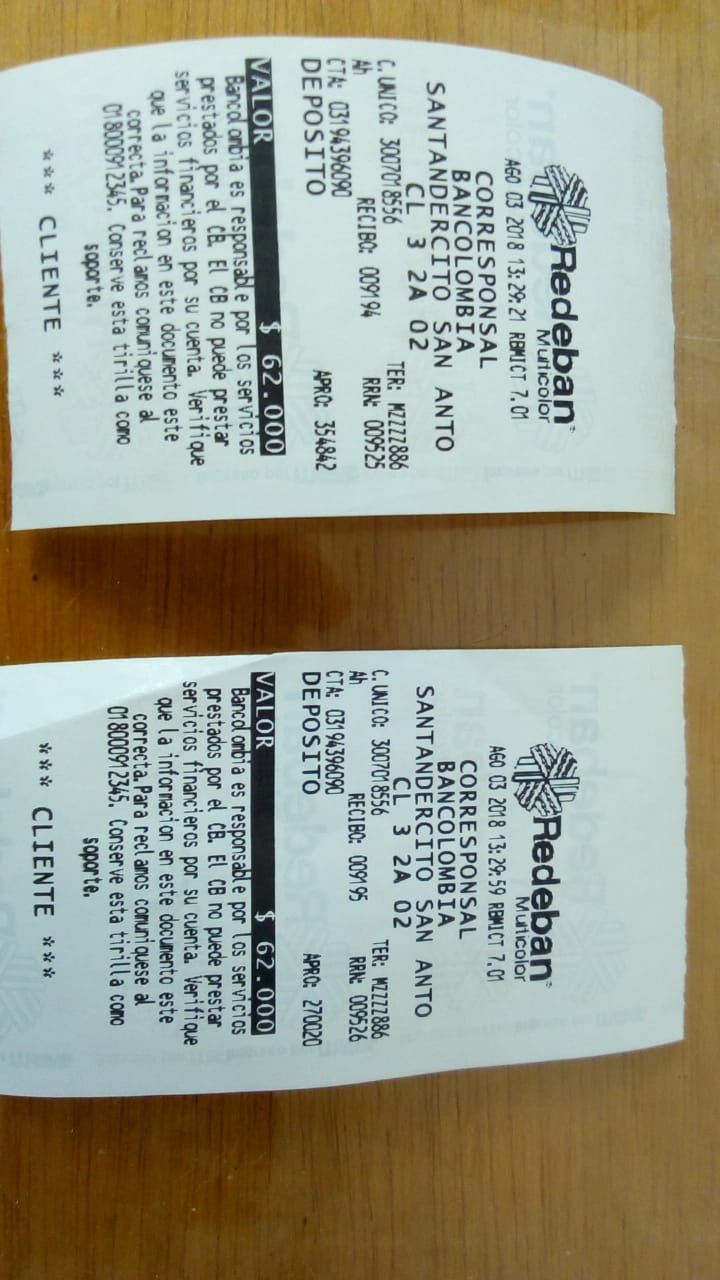 Redeban®
Multicolor
AGO 03 2018 13:29:21 RBMICT 7.01
CORRESPONSAL
BANCOLOMBIA
SANTANDERCITO SAN ANTO
CL 3 2A 02
C. UNICO: 3007018556 TER: MZZZZ886
Ah RECIBO: 009194 RRN: 009525
CTA: 03194396090
DEPOSITO APRO: 354842
VALOR $ 62.000
Bancolombia es responsable por los servicios
prestados por el CB. El CB no puede prestar
servicios financieros por su cuenta. Verifique
que la informacion en este documento este
correcta.Para reclamos comuniquese al
018000912345. Conserve esta tirilla como
soporte.
*** CLIENTE ***
Redeban®
Multicolor
AGO 03 2018 13:29:59 RBMICT 7.01
CORRESPONSAL
BANCOLOMBIA
SANTANDERCITO SAN ANTO
CL 3 2A 02
C. UNICO: 3007018556 TER: MZZZZ886
Ah RECIBO: 009195 RRN: 009526
CTA: 03194396090
DEPOSITO APRO: 270020
VALOR $ 62.000
Bancolombia es responsable por los servicios
prestados por el CB. El CB no puede prestar
servicios financieros por su cuenta. Verifique
que la informacion en este documento este
correcta.Para reclamos comuniquese al
018000912345. Conserve esta tirilla como
soporte.
*** CLIENTE ***